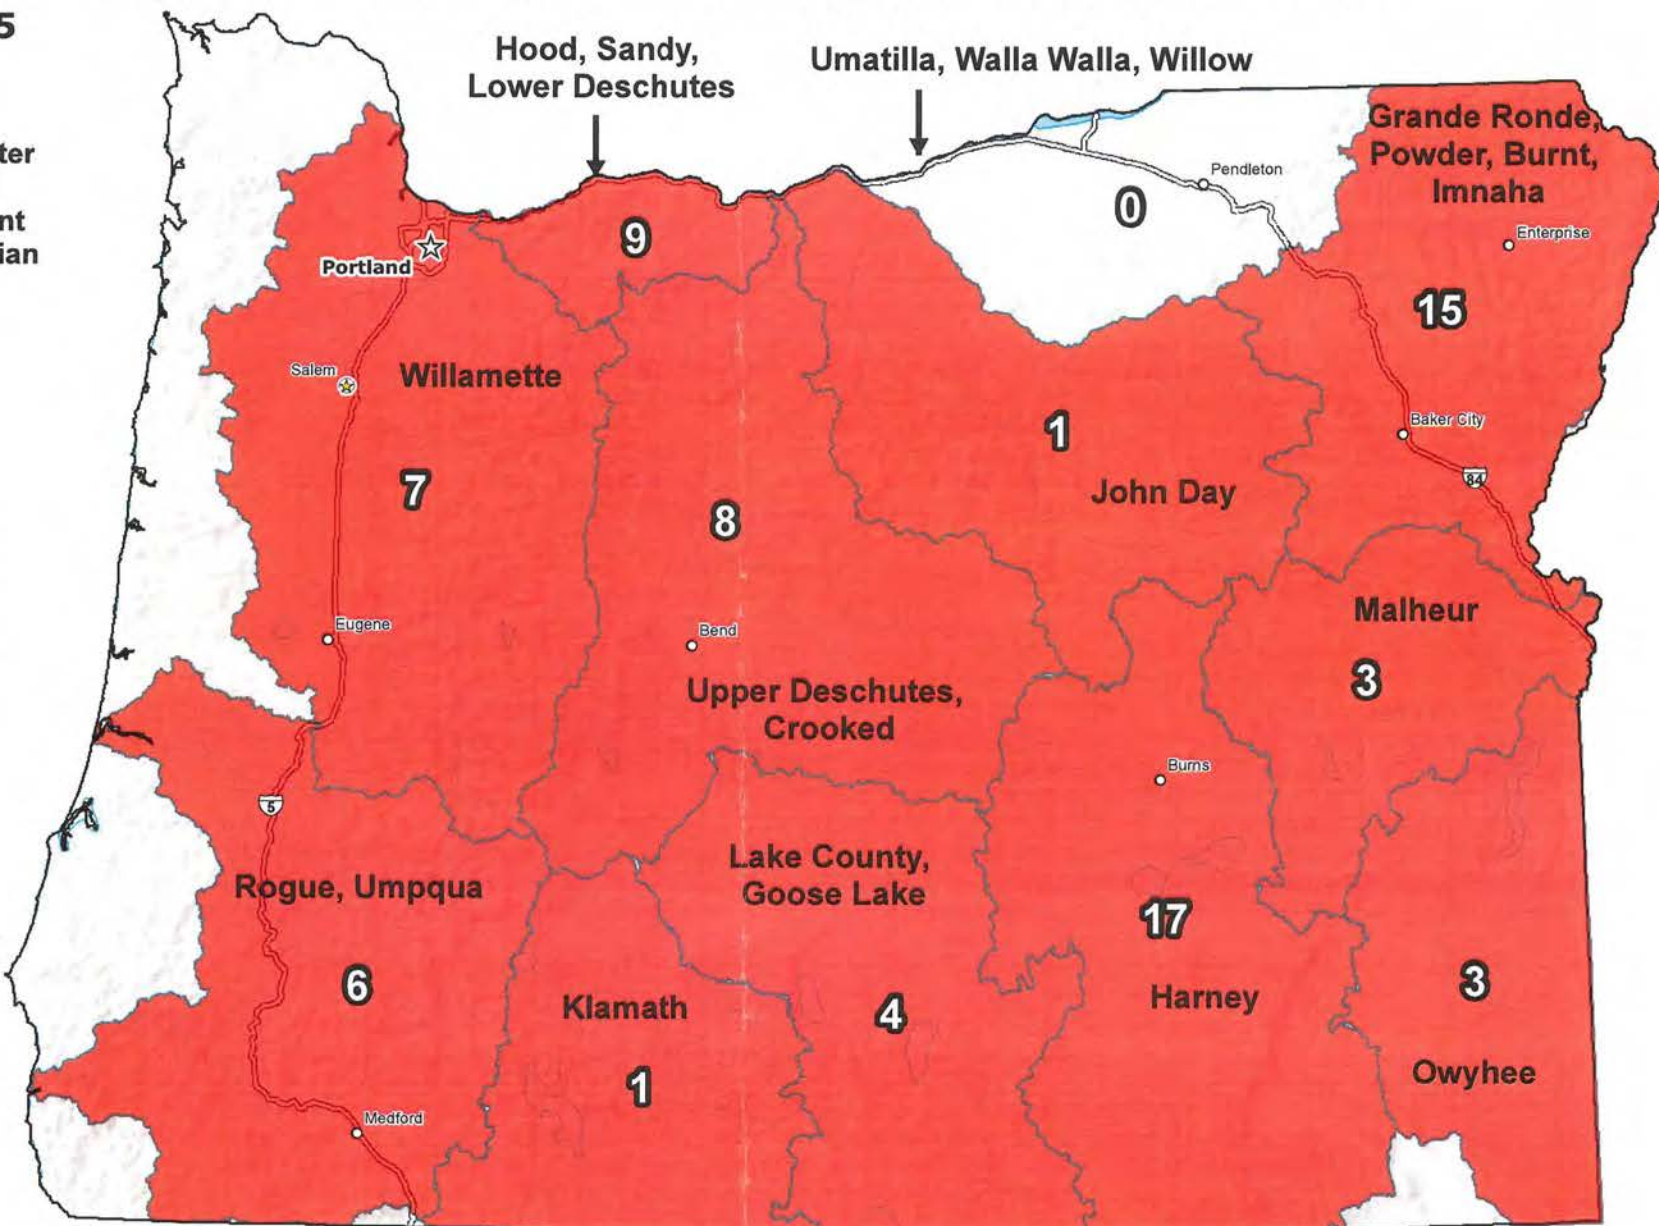 5
ter
nt
ian
Hood, Sandy,
Lower Deschutes
Umatilla, Walla Walla, Willow
Grande Ronde,
Powder, Burnt,
Imnaha
Pendleton
0
Enterprise
9
Portland
15
Salem
Willamette
Baker City
1
84
7
John Day
8
Malheur
Eugene
Bend
3
Upper Deschutes,
Crooked
Burns
5
Lake County,
Goose Lake
Rogue, Umpqua
17
6
Klamath
4
Harney
3
Owyhee
1
Medford